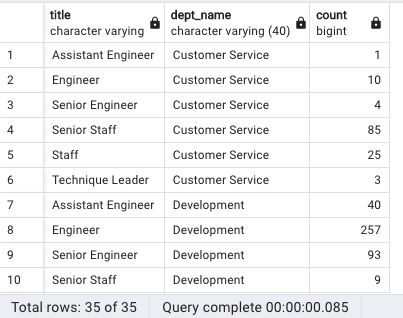 title dept_name count
character varying character varying (40) bigint
1 Assistant Engineer Customer Service 1
2 Engineer Customer Service 10
3 Senior Engineer Customer Service 4
4 Senior Staff Customer Service 85
5 Staff Customer Service 25
6 Technique Leader Customer Service 3
7 Assistant Engineer Development 40
8 Engineer Development 257
9 Senior Engineer Development 93
10 Senior Staff Development 9
Total rows: 35 of 35 Query complete 00:00:00.085